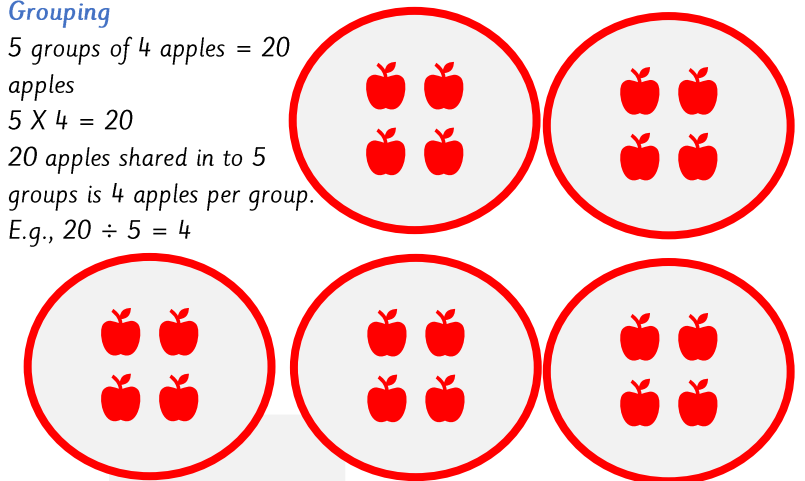 Grouping
5 groups of 4 apples = 20
apples
5 X 4 = 20
20 apples shared in to 5
groups is 4 apples per group.
E.g., 20 ÷ 5 = 4